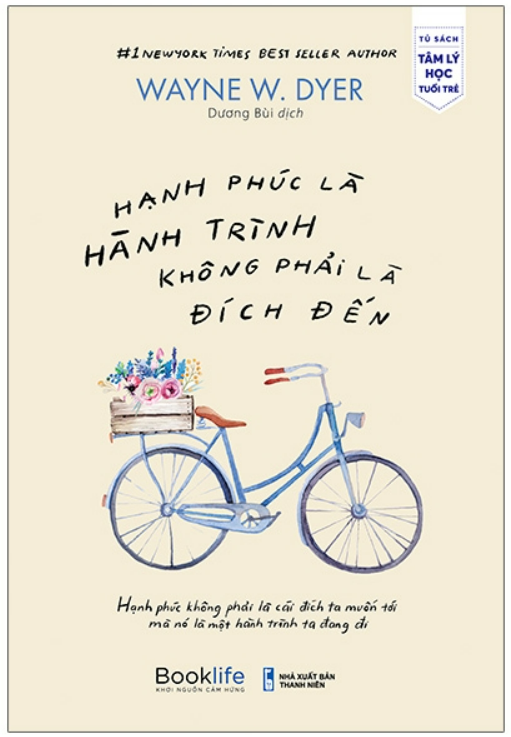 #1 NEWYORK TIMES BEST SELLER AUTHOR
WAYNE W. DYER
Dương Bùi dịch
TỦ SÁCH
TÂM LÝ
HỌC
TUỔI TRẺ
HẠNH PHÚC LÀ
HÀNH TRÌNH
KHÔNG PHẢI LÀ
ĐÍCH ĐẾN
Hạnh phúc không phải là cái đích ta muốn tới
mà nó là một hành trình ta đang đi
Booklife
KHƠI NGUỒN CẢM HỨNG
NHÀ XUẤT BẢN
THANH NIÊN